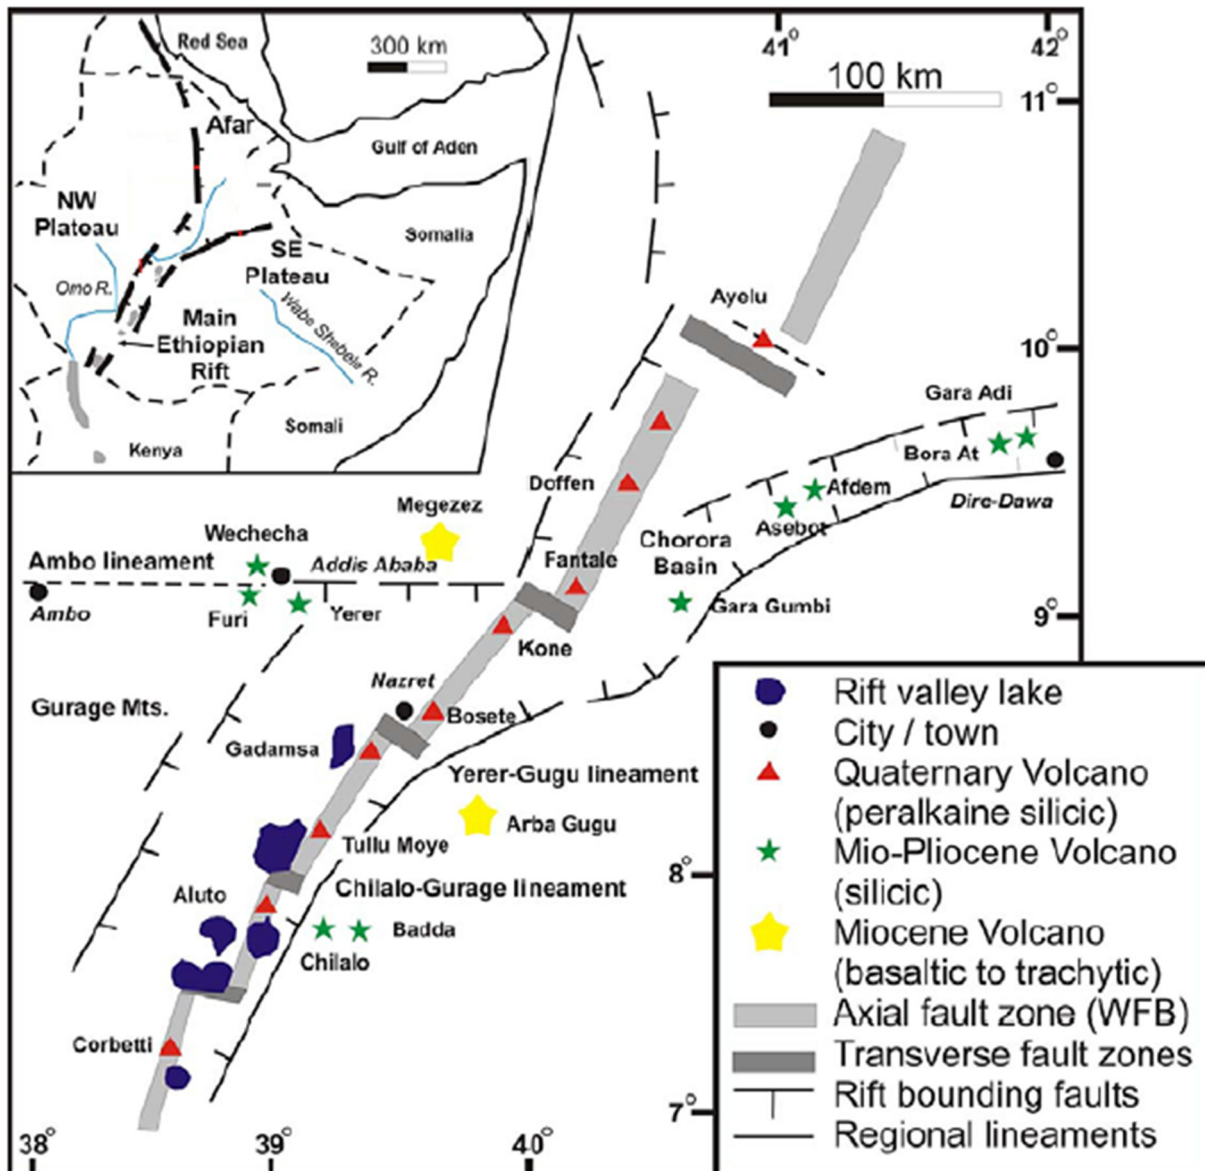 Red Sea
300 km
Afar
Gulf of Aden
NW
Plateau
Somalia
SE
Plateau
Omo R.
Wabe Shebele R.
Main
Ethiopian
Rift
Somali
Kenya
41°
42°
100 km
11°
Ayelu
10°
Gara Adi
Bora At
Doffen
Afdem
Dire-Dawa
Megezez
Asebot
Wechecha
Chorora
Basin
Ambo lineament
Addis Ababa
Fantale
Ambo
Furi
Yerer
Gara Gumbi
9°
Kone
Nazret
Gurage Mts.
Bosete
Gadamsa
Yerer-Gugu lineament
Arba Gugu
Tullu Moye
8°
Aluto
Chilalo-Gurage lineament
Badda
Chilalo
Corbetti
7°
38°
39°
40°
Rift valley lake
City / town
Quaternary Volcano
(peralkaine silicic)
Mio-Pliocene Volcano
(silicic)
Miocene Volcano
(basaltic to trachytic)
Axial fault zone (WFB)
Transverse fault zones
Rift bounding faults
Regional lineaments